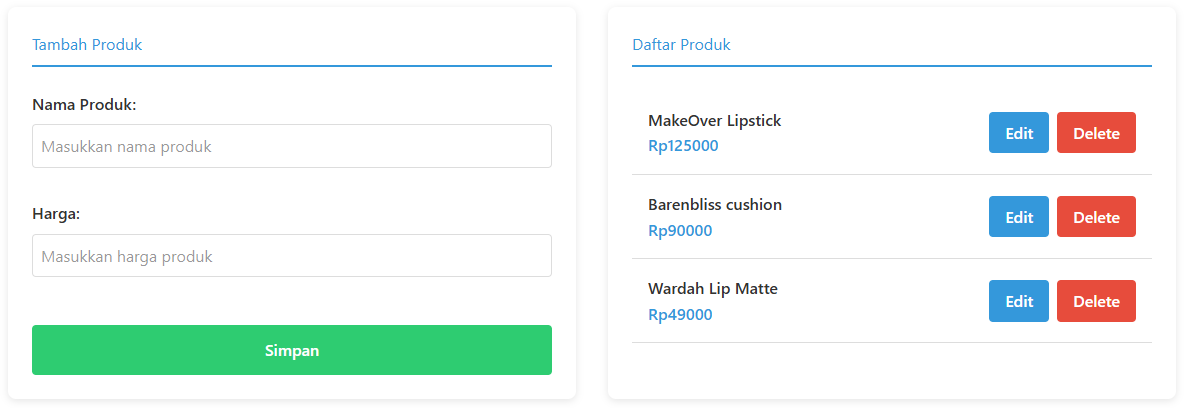 Tambah Produk
Nama Produk:
Masukkan nama produk
Harga:
Masukkan harga produk
Simpan
Daftar Produk
MakeOver Lipstick
Rp125000
Edit Delete
Barenbliss cushion
Rp90000
Edit Delete
Wardah Lip Matte
Rp49000
Edit Delete